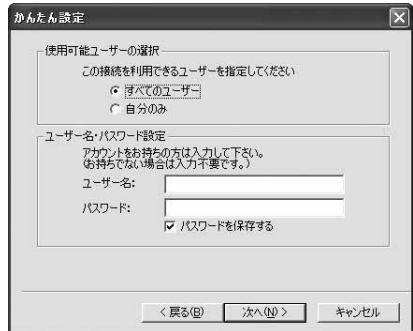 かんたん設定
使用可能ユーザーの選択
この接続を利用できるユーザーを指定してください
すべてのユーザー
自分のみ
ユーザー名・パスワード設定
アカウントをお持ちの方は入力して下さい。
(お持ちでない場合は入力不要です。)
ユーザー名:
パスワード:
パスワードを保存する
< 戻る(B) 次へ(N) > キャンセル